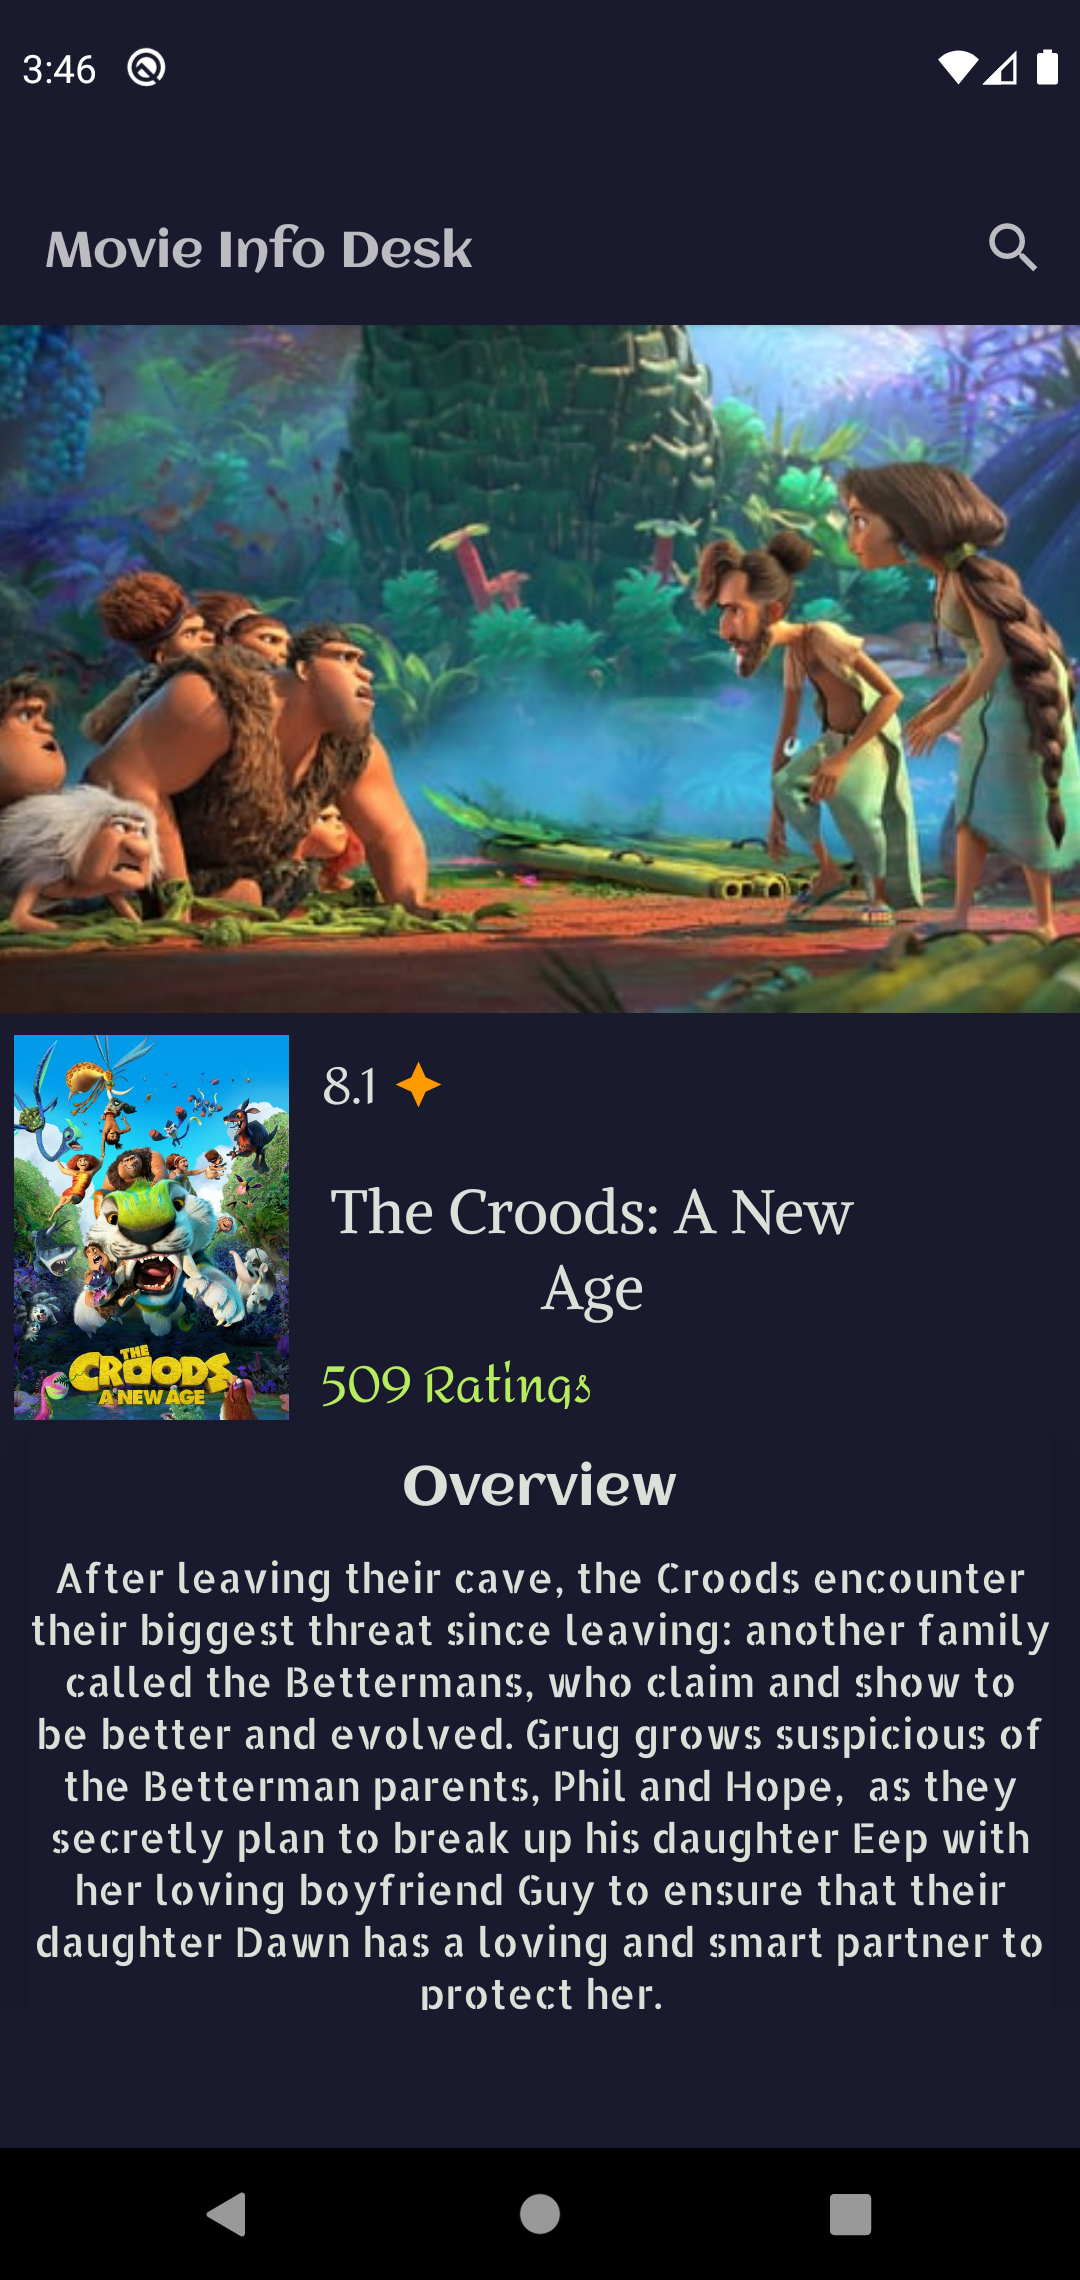 3:46
Movie Info Desk
8.1
The Croods: A New
Age
THE
CROODS
A NEW AGE
509 Ratings
Overview
After leaving their cave, the Croods encounter
their biggest threat since leaving: another family
called the Bettermans, who claim and show to
be better and evolved. Grug grows suspicious of
the Betterman parents, Phil and Hope,  as they
secretly plan to break up his daughter Eep with
her loving boyfriend Guy to ensure that their
daughter Dawn has a loving and smart partner to
protect her.